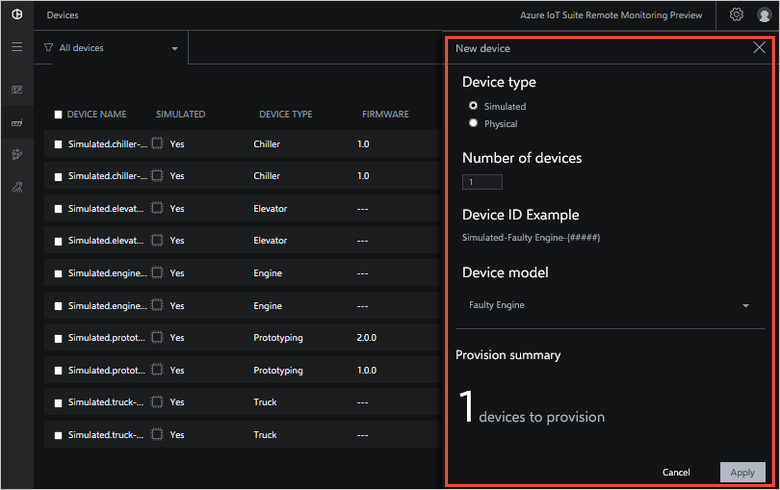 Devices
Azure IoT Suite Remote Monitoring Preview
All devices
DEVICE NAME SIMULATED DEVICE TYPE FIRMWARE
Simulated.chiller-... Yes Chiller 1.0
Simulated.chiller-... Yes Chiller 1.0
Simulated.elevat... Yes Elevator ---
Simulated.elevat... Yes Elevator ---
Simulated.engine... Yes Engine ---
Simulated.engine... Yes Engine ---
Simulated.protot... Yes Prototyping 2.0.0
Simulated.protot... Yes Prototyping 1.0.0
Simulated.truck-... Yes Truck ---
Simulated.truck-... Yes Truck ---
New device
Device type
Simulated
Physical
Number of devices
1
Device ID Example
Simulated-Faulty Engine-{#####}
Device model
Faulty Engine
Provision summary
1 devices to provision
Cancel Apply